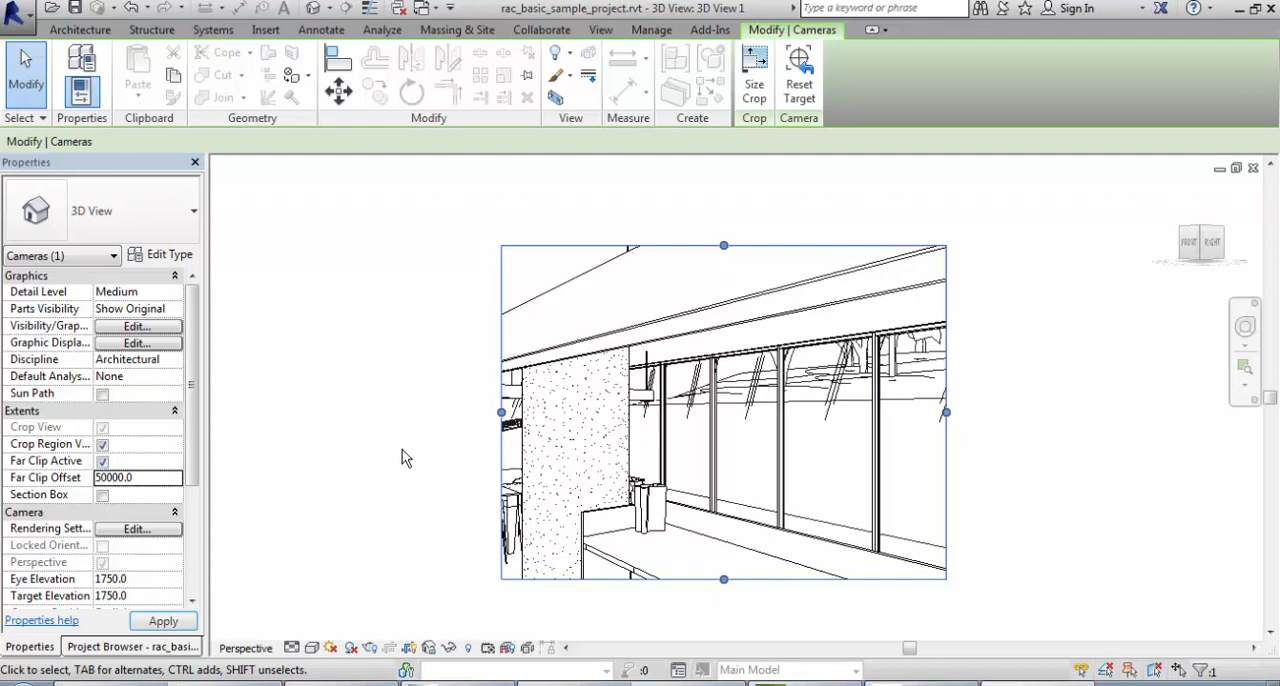 rac_basic_sample_project.rvt - 3D View: 3D View 1
Type a keyword or phrase
Sign In
Architecture Structure Systems Insert Annotate Analyze Massing & Site Collaborate View Manage Add-Ins Modify | Cameras
Modify
Paste
Cope
Cut
Join
Size Crop
Reset Target
Select Properties Clipboard Geometry Modify View Measure Create Crop Camera
Modify | Cameras
Properties
3D View
Cameras (1) Edit Type
Graphics
Detail Level Medium
Parts Visibility Show Original
Visibility/Grap... Edit...
Graphic Displa... Edit...
Discipline Architectural
Default Analys... None
Sun Path
Extents
Crop View
Crop Region V...
Far Clip Active
Far Clip Offset 50000.0
Section Box
Camera
Rendering Sett... Edit...
Locked Orient...
Perspective
Eye Elevation 1750.0
Target Elevation 1750.0
Properties help Apply
Properties Project Browser - rac_basi...
FRONT RIGHT
Perspective
Click to select, TAB for alternates, CTRL adds, SHIFT unselects.
:0
Main Model
:1